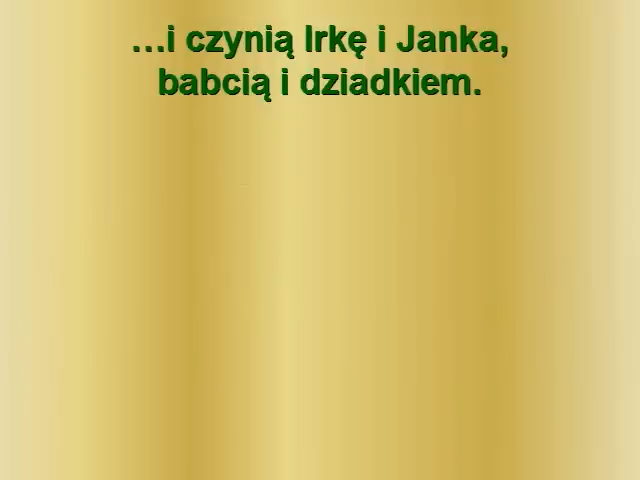 …i czynią Irkę i Janka,
babcią i dziadkiem.